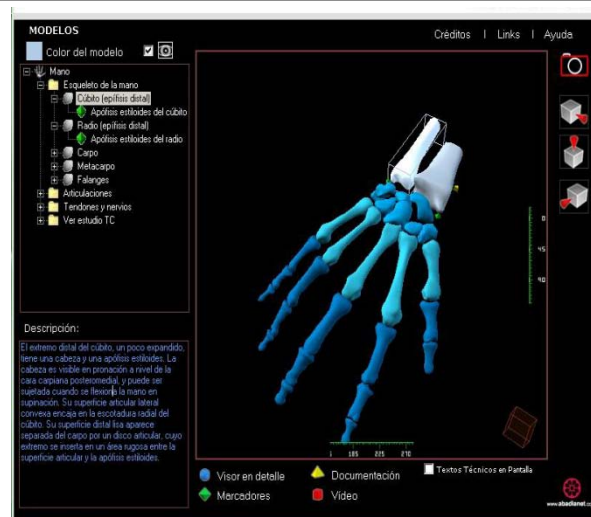 MODELOS
Créditos | Links | Ayuda
Color del modelo
Mano
Esqueleto de la mano
Cúbito (epífisis distal)
Apófisis estiloides del cúbito
Radio (epífisis distal)
Apófisis estiloides del radio
Carpo
Metacarpo
Falanges
Articulaciones
Tendones y nervios
Ver estudio TC
0
45
90
Descripción:
El extremo distal del cúbito, un poco expandido,
tiene una cabeza y una apófisis estiloides. La
cabeza es visible en pronación a nivel de la
cara carpiana posteromedial, y puede ser
sujetada cuando se flexiona la mano en
supinación. Su superficie articular lateral
convexa encaja en la escotadura radial del
cúbito. Su superficie distal lisa aparece
separada del carpo por un disco articular, cuyo
extremo se inserta en un área rugosa entre la
superficie articular y la apófisis estiloides.
225 270
Visor en detalle
Documentación
Textos Técnicos en Pantalla
Marcadores
Vídeo
www.abadianet.com